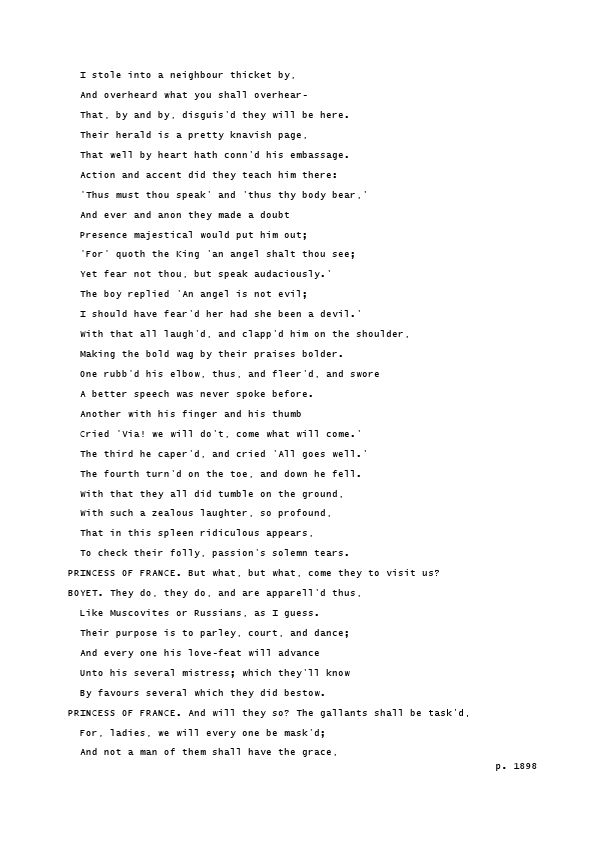 I stole into a neighbour thicket by,
And overheard what you shall overhear-
That, by and by, disguis'd they will be here.
Their herald is a pretty knavish page,
That well by heart hath conn'd his embassage.
Action and accent did they teach him there:
'Thus must thou speak' and 'thus thy body bear,'
And ever and anon they made a doubt
Presence majestical would put him out;
'For' quoth the King 'an angel shalt thou see;
Yet fear not thou, but speak audaciously.'
The boy replied 'An angel is not evil;
I should have fear'd her had she been a devil.'
With that all laugh'd, and clapp'd him on the shoulder,
Making the bold wag by their praises bolder.
One rubb'd his elbow, thus, and fleer'd, and swore
A better speech was never spoke before.
Another with his finger and his thumb
Cried 'Via! we will do't, come what will come.'
The third he caper'd, and cried 'All goes well.'
The fourth turn'd on the toe, and down he fell.
With that they all did tumble on the ground,
With such a zealous laughter, so profound,
That in this spleen ridiculous appears,
To check their folly, passion's solemn tears.
PRINCESS OF FRANCE. But what, but what, come they to visit us?
BOYET. They do, they do, and are apparell'd thus,
Like Muscovites or Russians, as I guess.
Their purpose is to parley, court, and dance;
And every one his love-feat will advance
Unto his several mistress; which they'll know
By favours several which they did bestow.
PRINCESS OF FRANCE. And will they so? The gallants shall be task'd,
For, ladies, we will every one be mask'd;
And not a man of them shall have the grace,
p. 1898